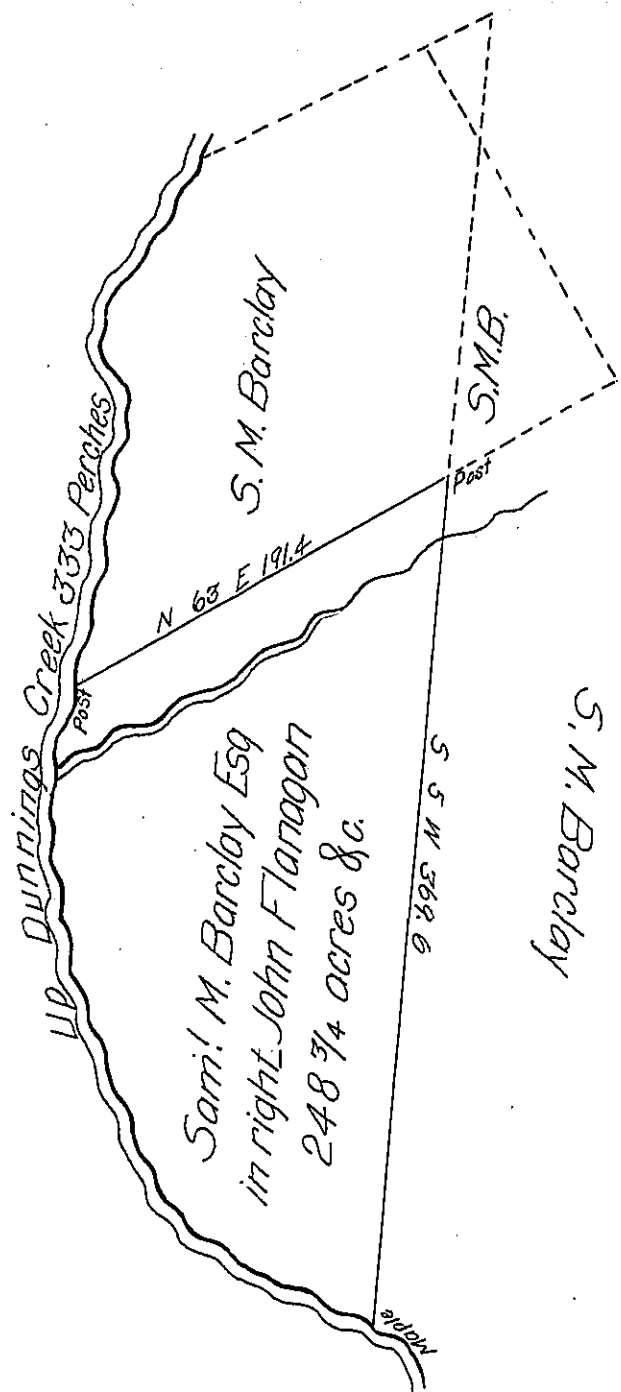 S. M. Barclay
S.M.B.
Post
N 63 E 191.4
Post
Up Dunnings Creek 333 Perches
S 5 W 369.6
S. M. Barclay
Sam! M. Barclay Esq
in right John Flanagan
248 3/4 acres &c.
Maple